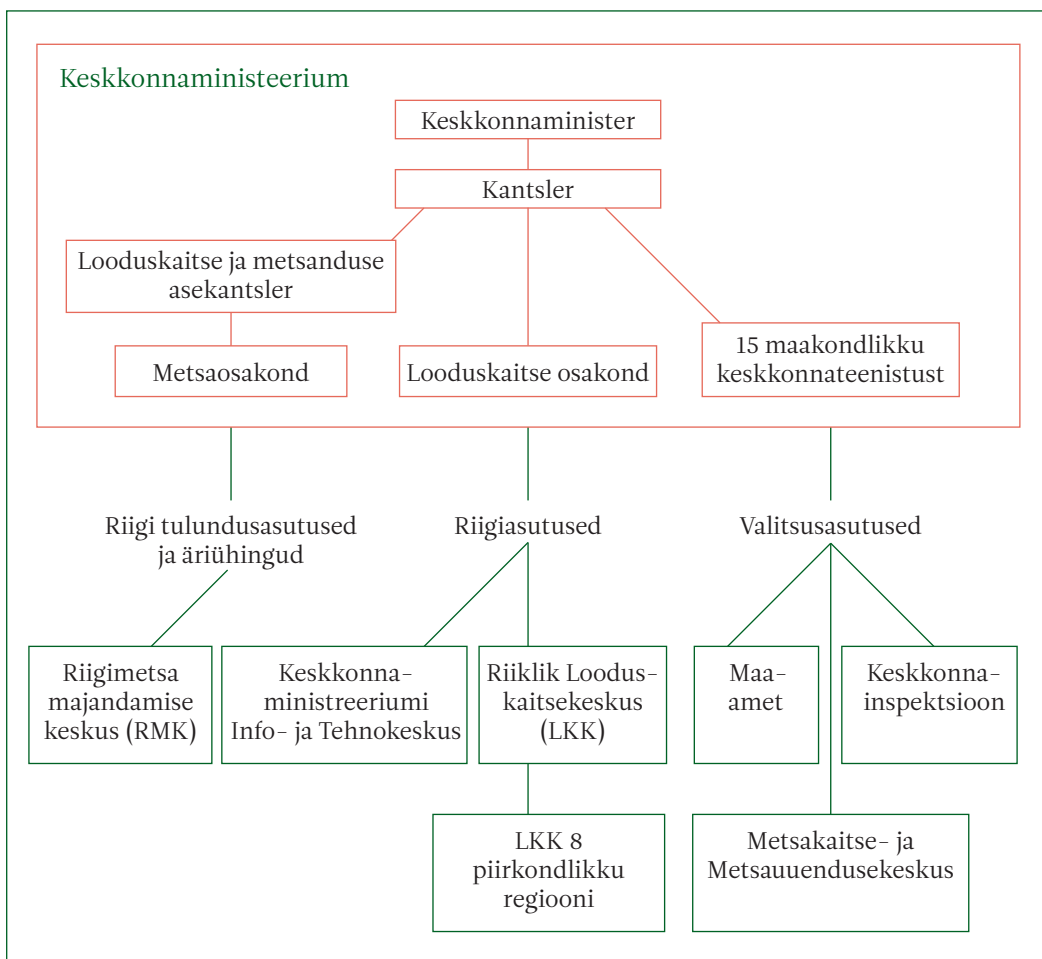 Keskkonnaministeerium
Keskkonnaminister
Kantsler
Looduskaitse ja metsanduse
asekantsler
Metsaosakond
Looduskaitse osakond
15 maakondlikku
keskkonnateenistust
Riigi tulundusasutused
ja äriühingud
Riigiasutused
Valitsusasutused
Riigimetsa
majandamise
keskus (RMK)
Keskkonna-
ministreeriumi
Info- ja Tehnokeskus
Riiklik Loodus-
kaitsekeskus
(LKK)
Maa-
amet
Keskkonna-
inspektsioon
LKK 8
piirkondlikku
regiooni
Metsakaitse- ja
Metsauuendusekeskus